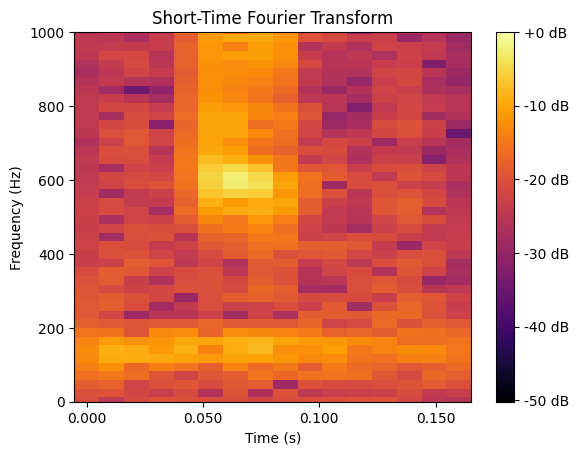 Short-Time Fourier Transform
Frequency (Hz)
1000
800
600
400
200
0
0.000
0.050
0.100
0.150
Time (s)
+0 dB
-10 dB
-20 dB
-30 dB
-40 dB
-50 dB